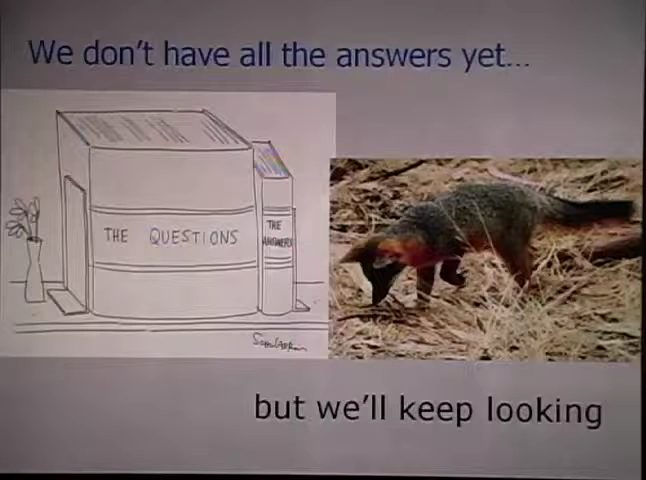 We don't have all the answers yet...
THE QUESTIONS
THE
ANSWERS
but we'll keep looking